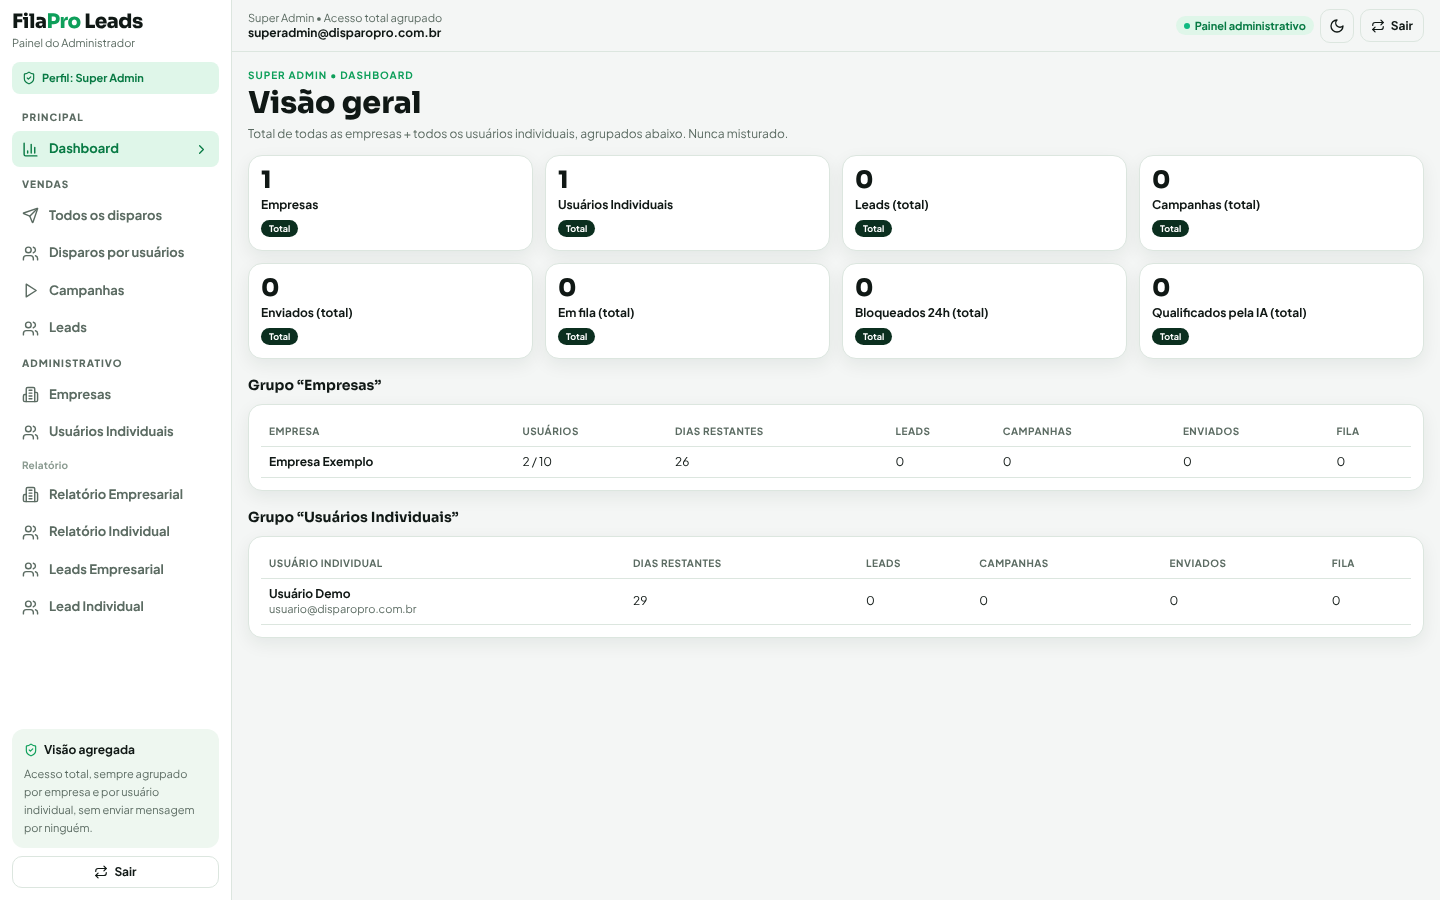 FilaPro Leads
Painel do Administrador
Perfil: Super Admin
PRINCIPAL
Dashboard
VENDAS
Todos os disparos
Disparos por usuários
Campanhas
Leads
ADMINISTRATIVO
Empresas
Usuários Individuais
Relatório
Relatório Empresarial
Relatório Individual
Leads Empresarial
Lead Individual
Visão agregada
Acesso total, sempre agrupado
por empresa e por usuário
individual, sem enviar mensagem
por ninguém.
Sair
Super Admin • Acesso total agrupado
superadmin@disparopro.com.br
Painel administrativo
Sair
SUPER ADMIN • DASHBOARD
Visão geral
Total de todas as empresas + todos os usuários individuais, agrupados abaixo. Nunca misturado.
1
Empresas
Total
1
Usuários Individuais
Total
0
Leads (total)
Total
0
Campanhas (total)
Total
0
Enviados (total)
Total
0
Em fila (total)
Total
0
Bloqueados 24h (total)
Total
0
Qualificados pela IA (total)
Total
Grupo “Empresas”
EMPRESA USUÁRIOS DIAS RESTANTES LEADS CAMPANHAS ENVIADOS FILA
Empresa Exemplo 2 / 10 26 0 0 0 0
Grupo “Usuários Individuais”
USUÁRIO INDIVIDUAL DIAS RESTANTES LEADS CAMPANHAS ENVIADOS FILA
Usuário Demo 29 0 0 0 0
usuario@disparopro.com.br